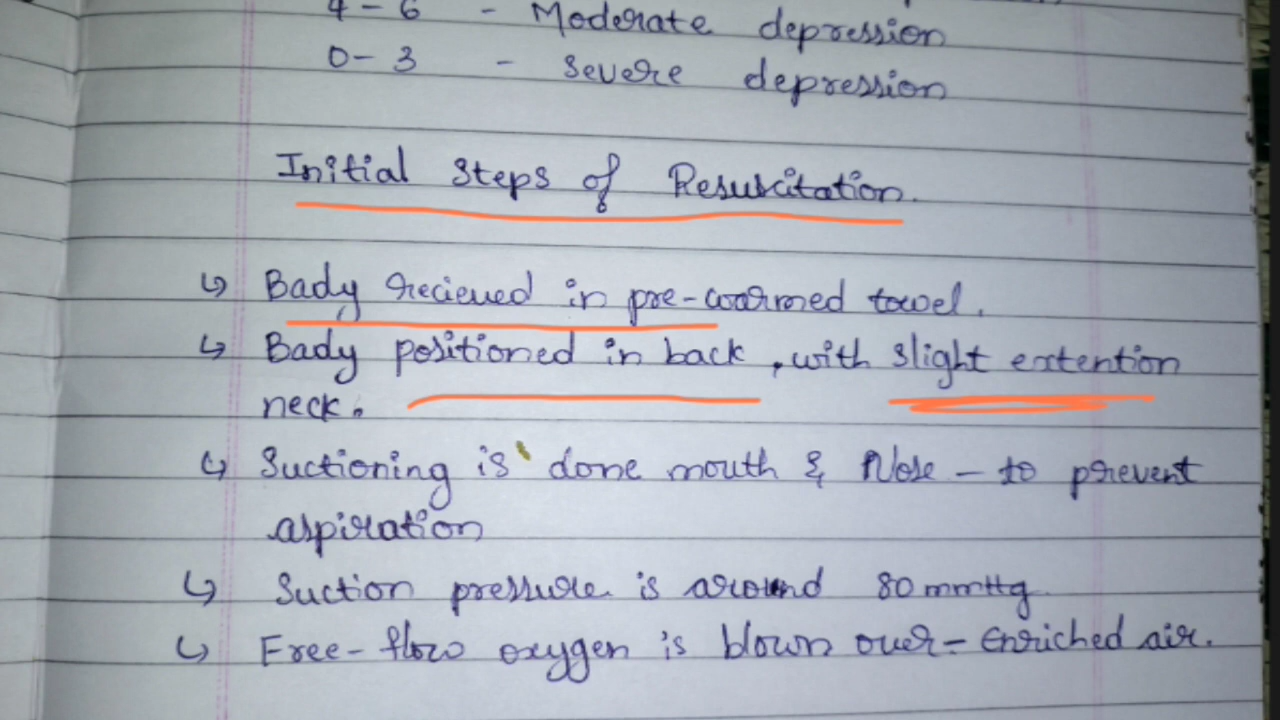 4 - 6 - Moderate depression
0 - 3 - Severe depression
Initial Steps of Resuscitation.
↳ Bady recieved in pre-warmed towel.
↳ Bady positioned in back, with slight extention
neck.
↳ Suctioning is done mouth & Nose - to prevent
aspiration
↳ Suction pressure is around 80 mmHg
↳ Free-flow oxygen is blown over - Enriched air.